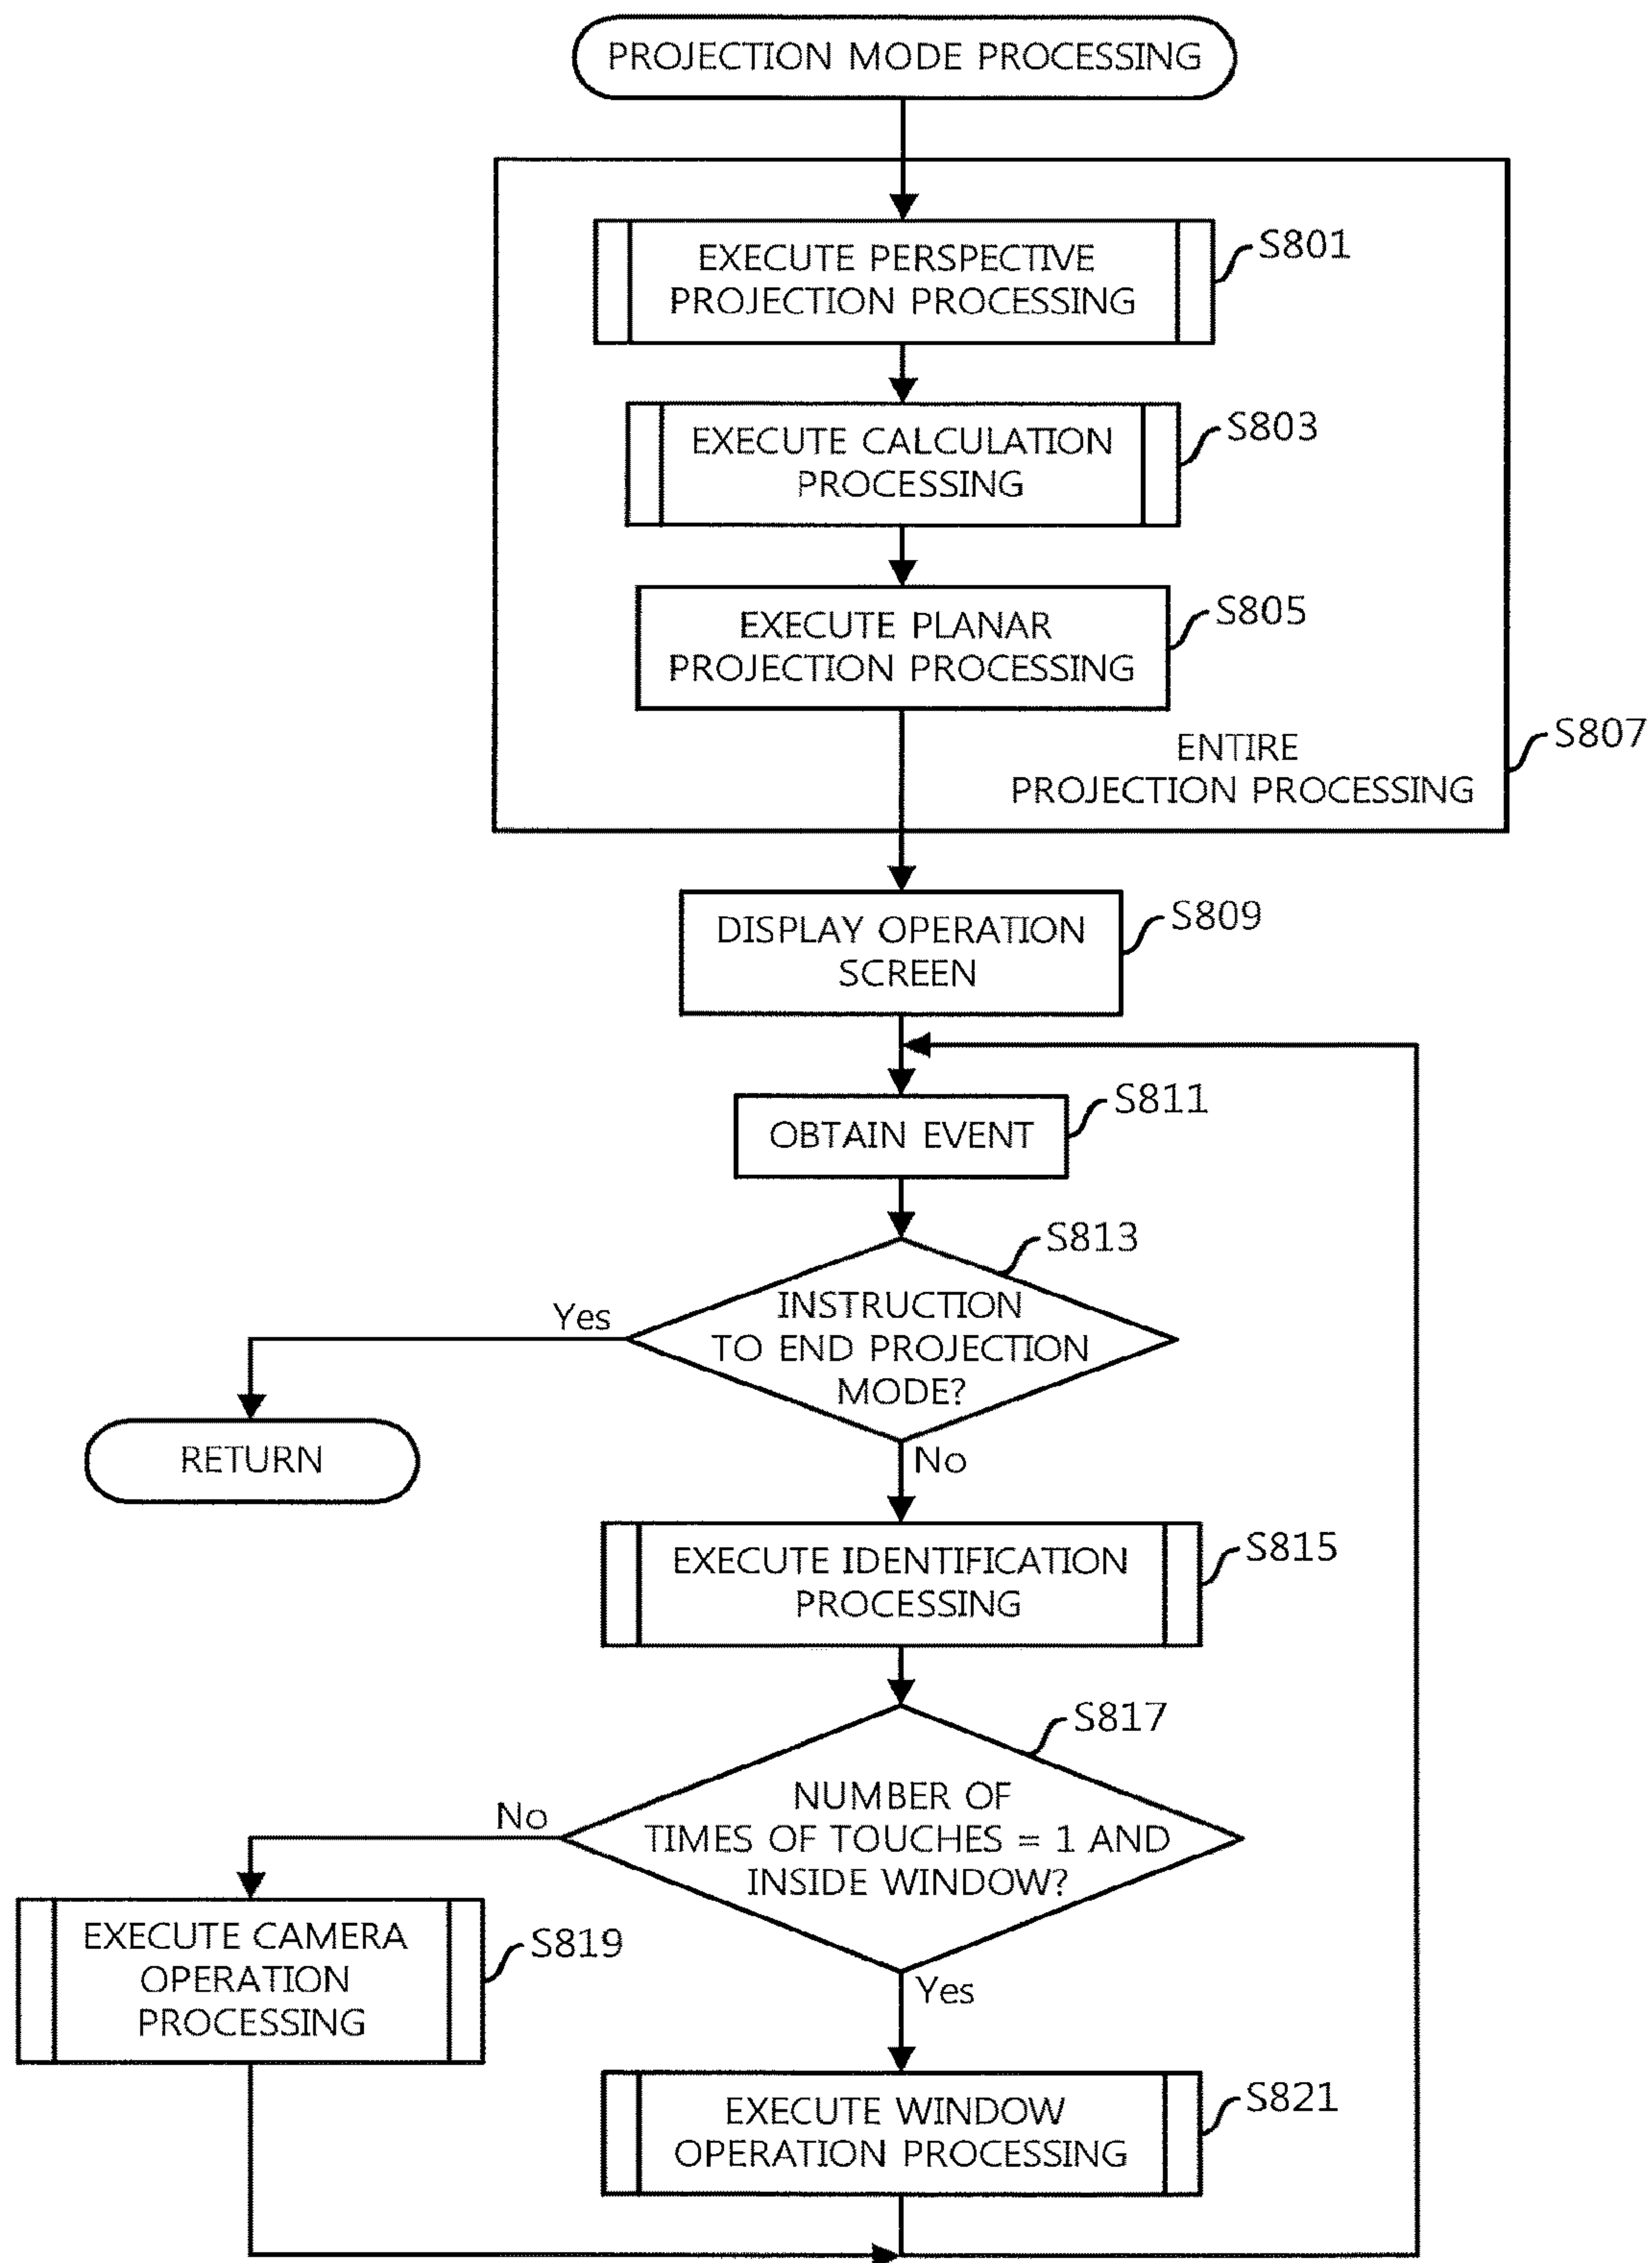 PROJECTION MODE PROCESSING
EXECUTE PERSPECTIVE
PROJECTION PROCESSING
S801
EXECUTE CALCULATION
PROCESSING
S803
EXECUTE PLANAR
PROJECTION PROCESSING
S805
ENTIRE
PROJECTION PROCESSING
S807
DISPLAY OPERATION
SCREEN
S809
OBTAIN EVENT
S811
S813
INSTRUCTION
TO END PROJECTION
MODE?
Yes
RETURN
No
EXECUTE IDENTIFICATION
PROCESSING
S815
S817
NUMBER OF
TIMES OF TOUCHES = 1 AND
INSIDE WINDOW?
No
EXECUTE CAMERA
OPERATION
PROCESSING
S819
Yes
EXECUTE WINDOW
OPERATION PROCESSING
S821